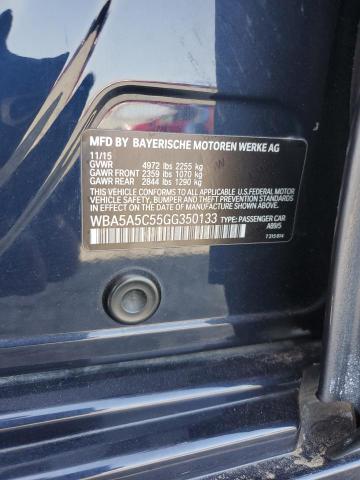 MFD BY BAYERISCHE MOTOREN WERKE AG
11/15
GVWR 4972 lbs 2255 kg
GAWR FRONT 2359 lbs 1070 kg
GAWR REAR 2844 lbs 1290 kg
THIS VEHICLE CONFORMS TO ALL APPLICABLE U.S. FEDERAL MOTOR
VEHICLE SAFETY, BUMPER, AND THEFT PREVENTION STANDARDS
IN EFFECT ON THE DATE OF MANUFACTURE SHOWN ABOVE.
WBA5A5C55GG350133 TYPE: PASSENGER CAR
A89/5